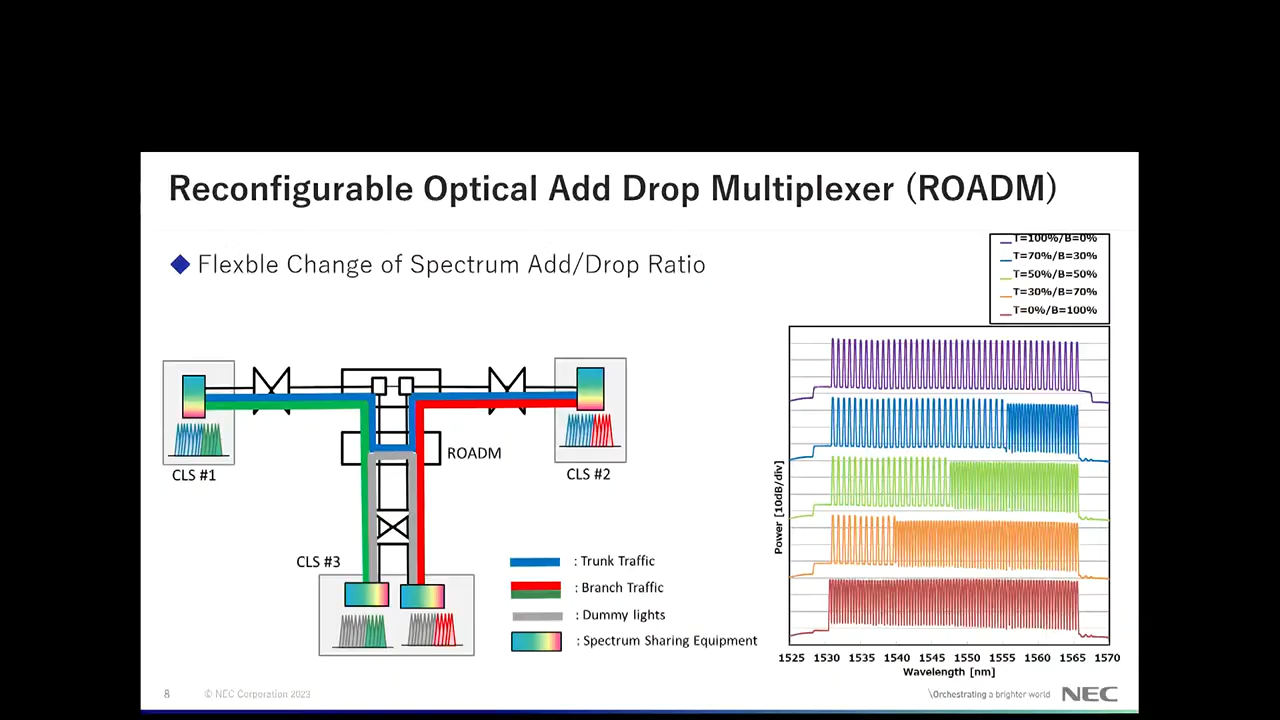 Reconfigurable Optical Add Drop Multiplexer (ROADM)
Flexble Change of Spectrum Add/Drop Ratio
T=100%/B=0%
T=70%/B=30%
T=50%/B=50%
T=30%/B=70%
T=0%/B=100%
CLS #1
ROADM
CLS #2
CLS #3
: Trunk Traffic
: Branch Traffic
: Dummy lights
: Spectrum Sharing Equipment
Power [10dB/div]
1525 1530 1535 1540 1545 1550 1555 1560 1565 1570
Wavelength [nm]
8 © NEC Corporation 2023
\Orchestrating a brighter world NEC